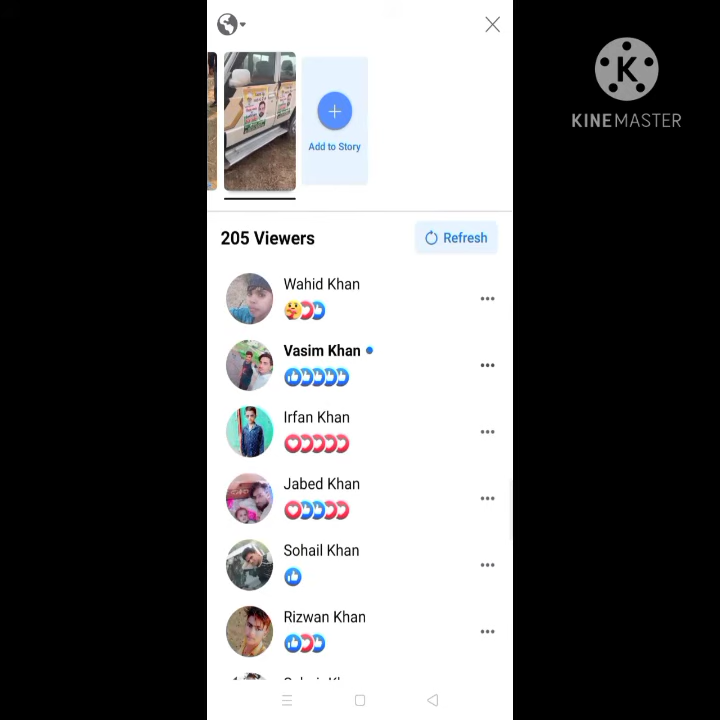 KINEMASTER
Add to Story
205 Viewers
Refresh
Wahid Khan
Vasim Khan
Irfan Khan
Jabed Khan
Sohail Khan
Rizwan Khan